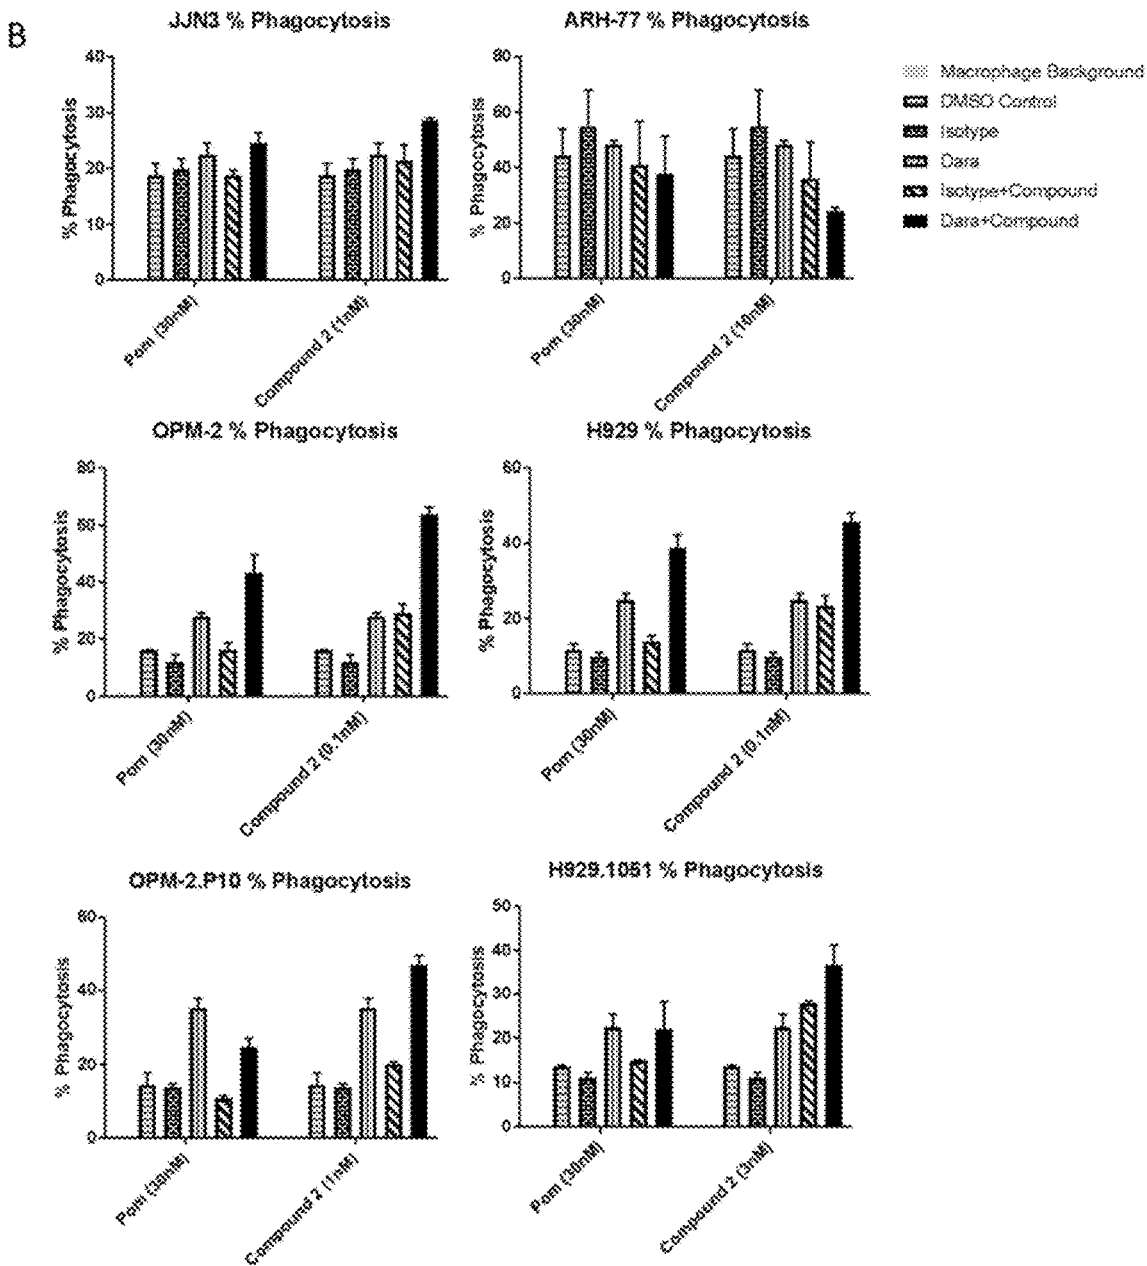 B
JJN3 % Phagocytosis
% Phagocytosis
40
30
20
10
0
Pom (30nM)
Compound 2 (1nM)
ARH-77 % Phagocytosis
% Phagocytosis
80
60
40
20
0
Pom (30nM)
Compound 2 (10nM)
Macrophage Background
DMSO Control
Isotype
Dara
Isotype+Compound
Dara+Compound
OPM-2 % Phagocytosis
% Phagocytosis
80
60
40
20
0
Pom (30nM)
Compound 2 (0.1nM)
H929 % Phagocytosis
% Phagocytosis
60
40
20
0
Pom (30nM)
Compound 2 (0.1nM)
OPM-2.P10 % Phagocytosis
% Phagocytosis
60
40
20
0
Pom (30nM)
Compound 2 (1nM)
H929.1051 % Phagocytosis
% Phagocytosis
50
40
30
20
10
0
Pom (30nM)
Compound 2 (3nM)